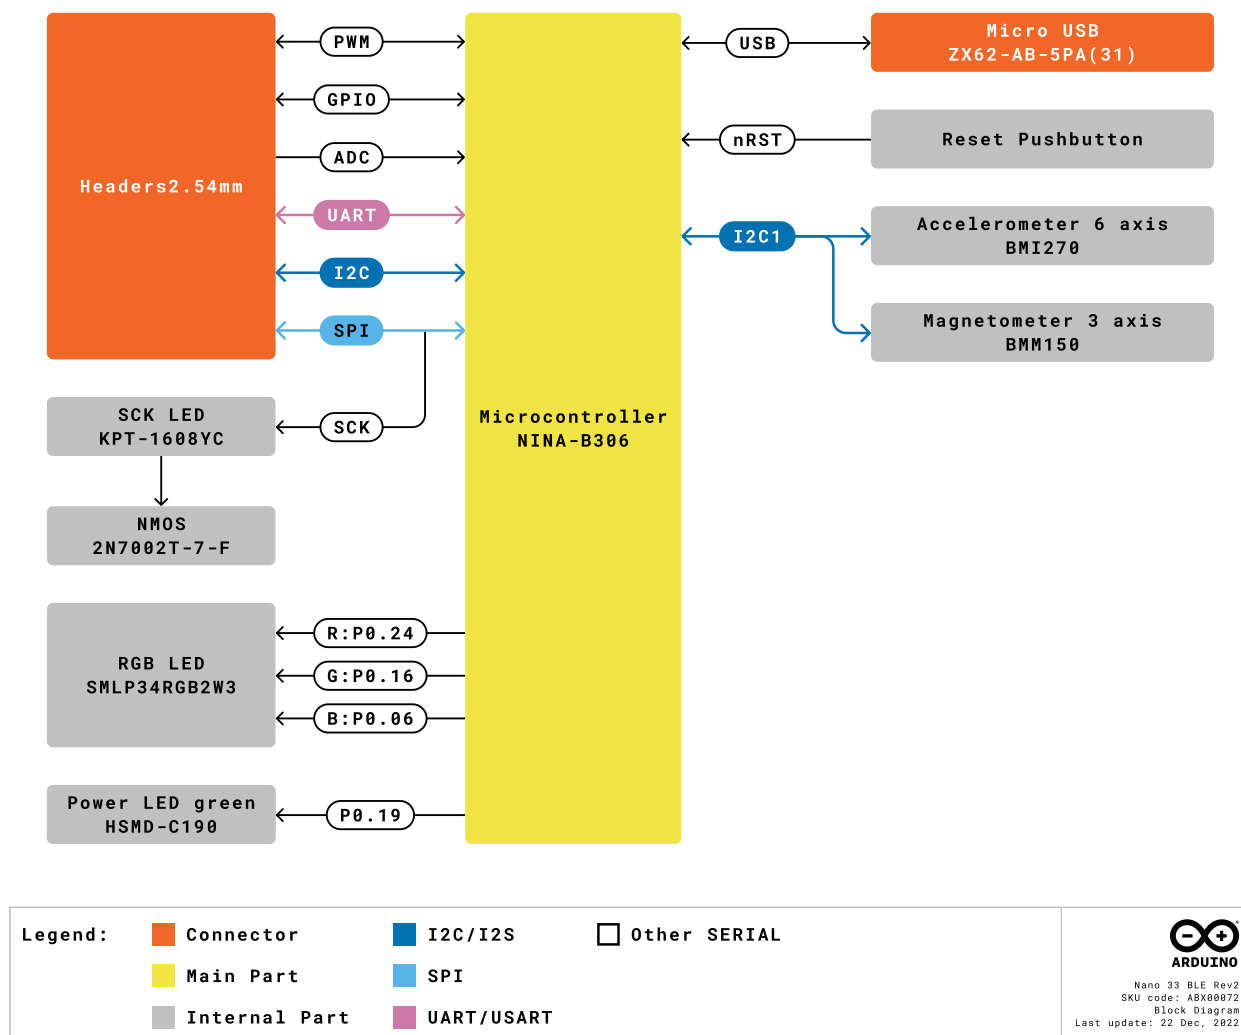 Headers2.54mm
PWM
GPIO
ADC
UART
I2C
SPI
SCK LED
KPT-1608YC
SCK
NMOS
2N7002T-7-F
RGB LED
SMLP34RGB2W3
R:P0.24
G:P0.16
B:P0.06
Power LED green
HSMD-C190
P0.19
Microcontroller
NINA-B306
USB
Micro USB
ZX62-AB-5PA(31)
nRST
Reset Pushbutton
I2C1
Accelerometer 6 axis
BMI270
Magnetometer 3 axis
BMM150
Legend:
Connector
Main Part
Internal Part
I2C/I2S
SPI
UART/USART
Other SERIAL
ARDUINO
Nano 33 BLE Rev2
SKU code: ABX00072
Block Diagram
Last update: 22 Dec, 2022